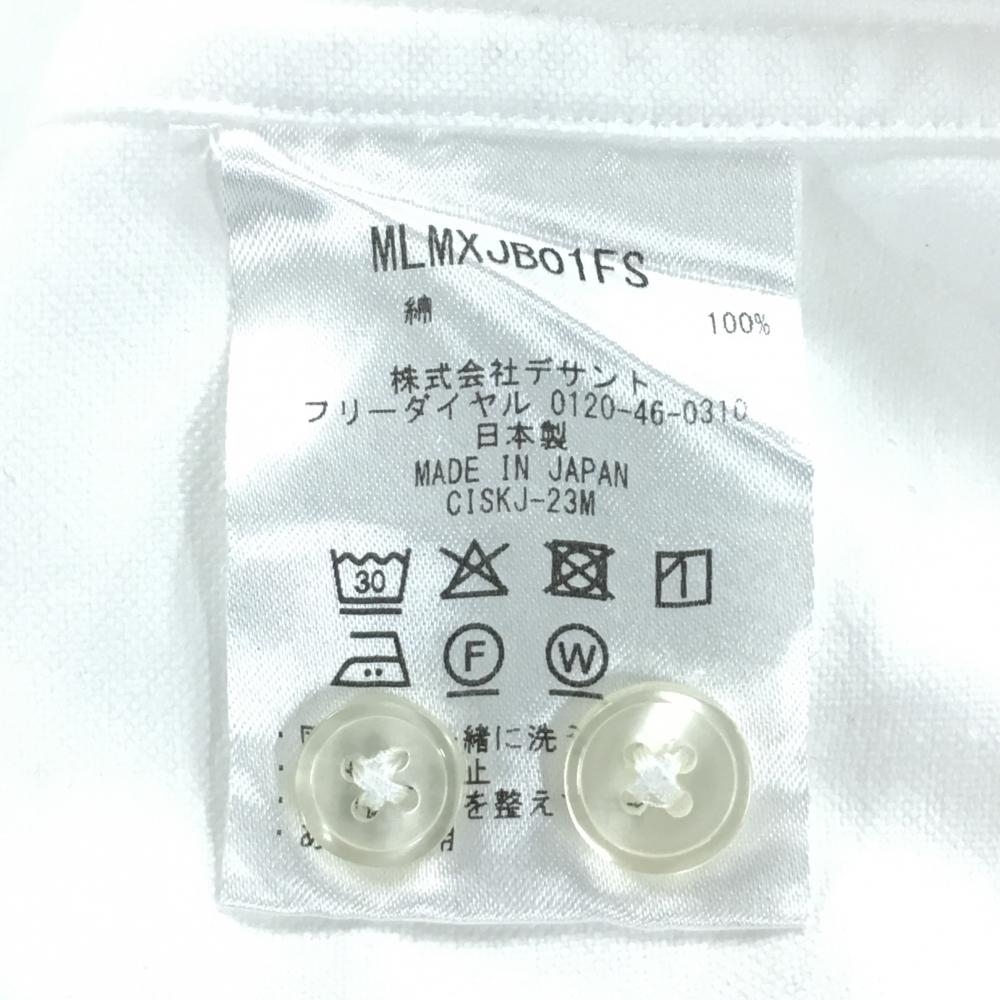 MLMXJB01FS
綿 100%
株式会社デサント
フリーダイヤル 0120-46-0310
日本製
MADE IN JAPAN
CISKJ-23M
30
F W
緒に洗
止
を整え